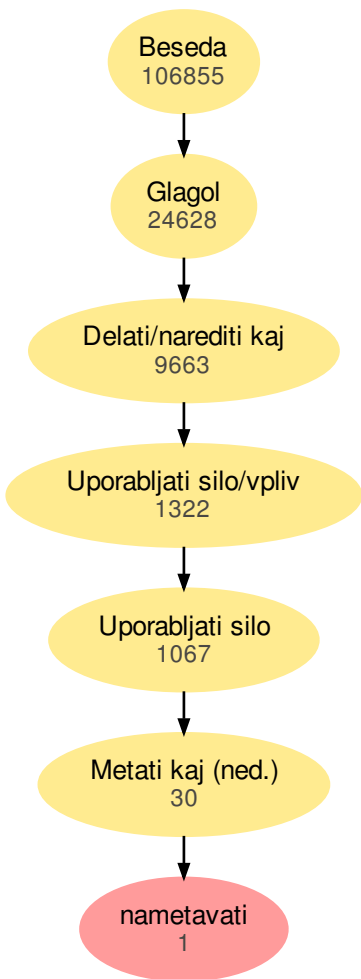 Beseda
106855
Glagol
24628
Delati/narediti kaj
9663
Uporabljati silo/vpliv
1322
Uporabljati silo
1067
Metati kaj (ned.)
30
nametavati
1